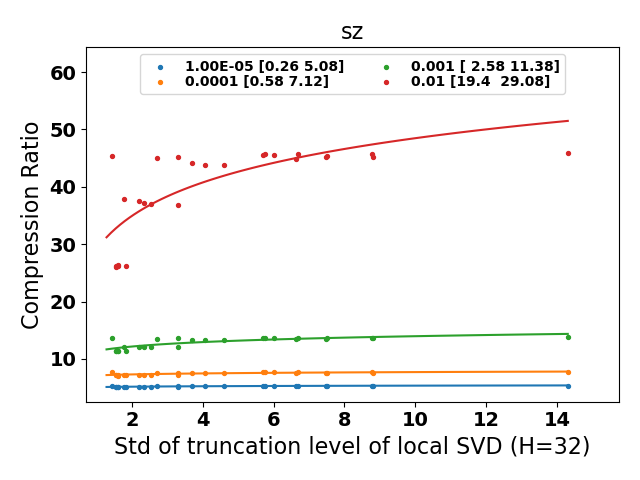 sz
1.00E-05 [0.26 5.08]
0.0001 [0.58 7.12]
0.001 [ 2.58 11.38]
0.01 [19.4  29.08]
Compression Ratio
60
50
40
30
20
10
2 4 6 8 10 12 14
Std of truncation level of local SVD (H=32)